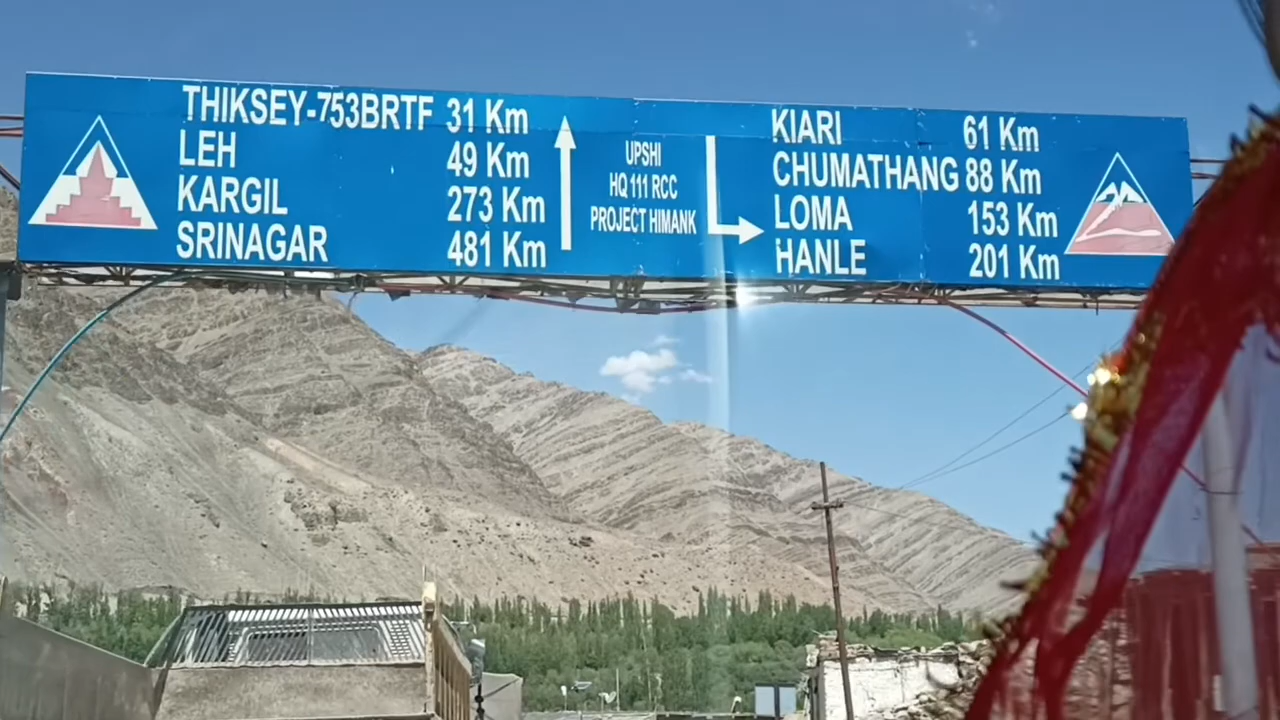 THIKSEY-753BRTF 31 Km
LEH 49 Km
KARGIL 273 Km
SRINAGAR 481 Km
UPSHI
HQ 111 RCC
PROJECT HIMANK
KIARI 61 Km
CHUMATHANG 88 Km
LOMA 153 Km
HANLE 201 Km